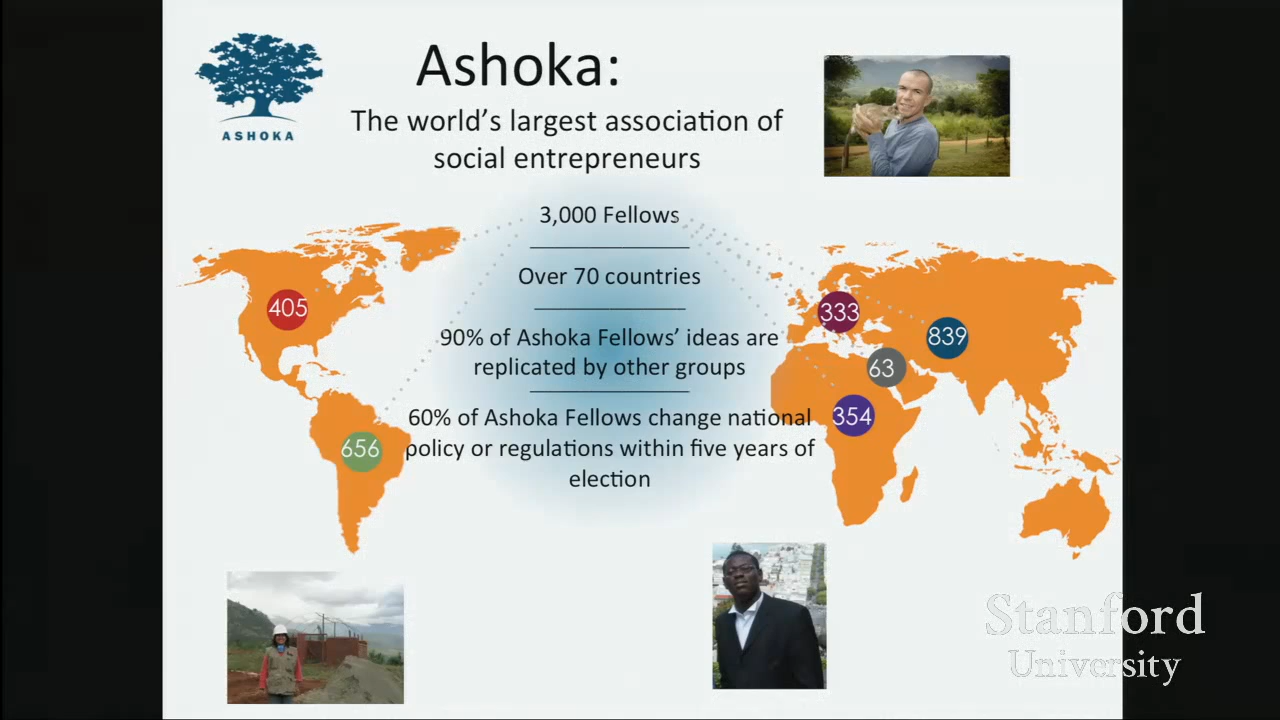 ASHOKA
Ashoka:
The world's largest association of
social entrepreneurs
3,000 Fellows
Over 70 countries
90% of Ashoka Fellows' ideas are
replicated by other groups
60% of Ashoka Fellows change national
policy or regulations within five years of
election
405
656
333
839
63
354
Stanford
University